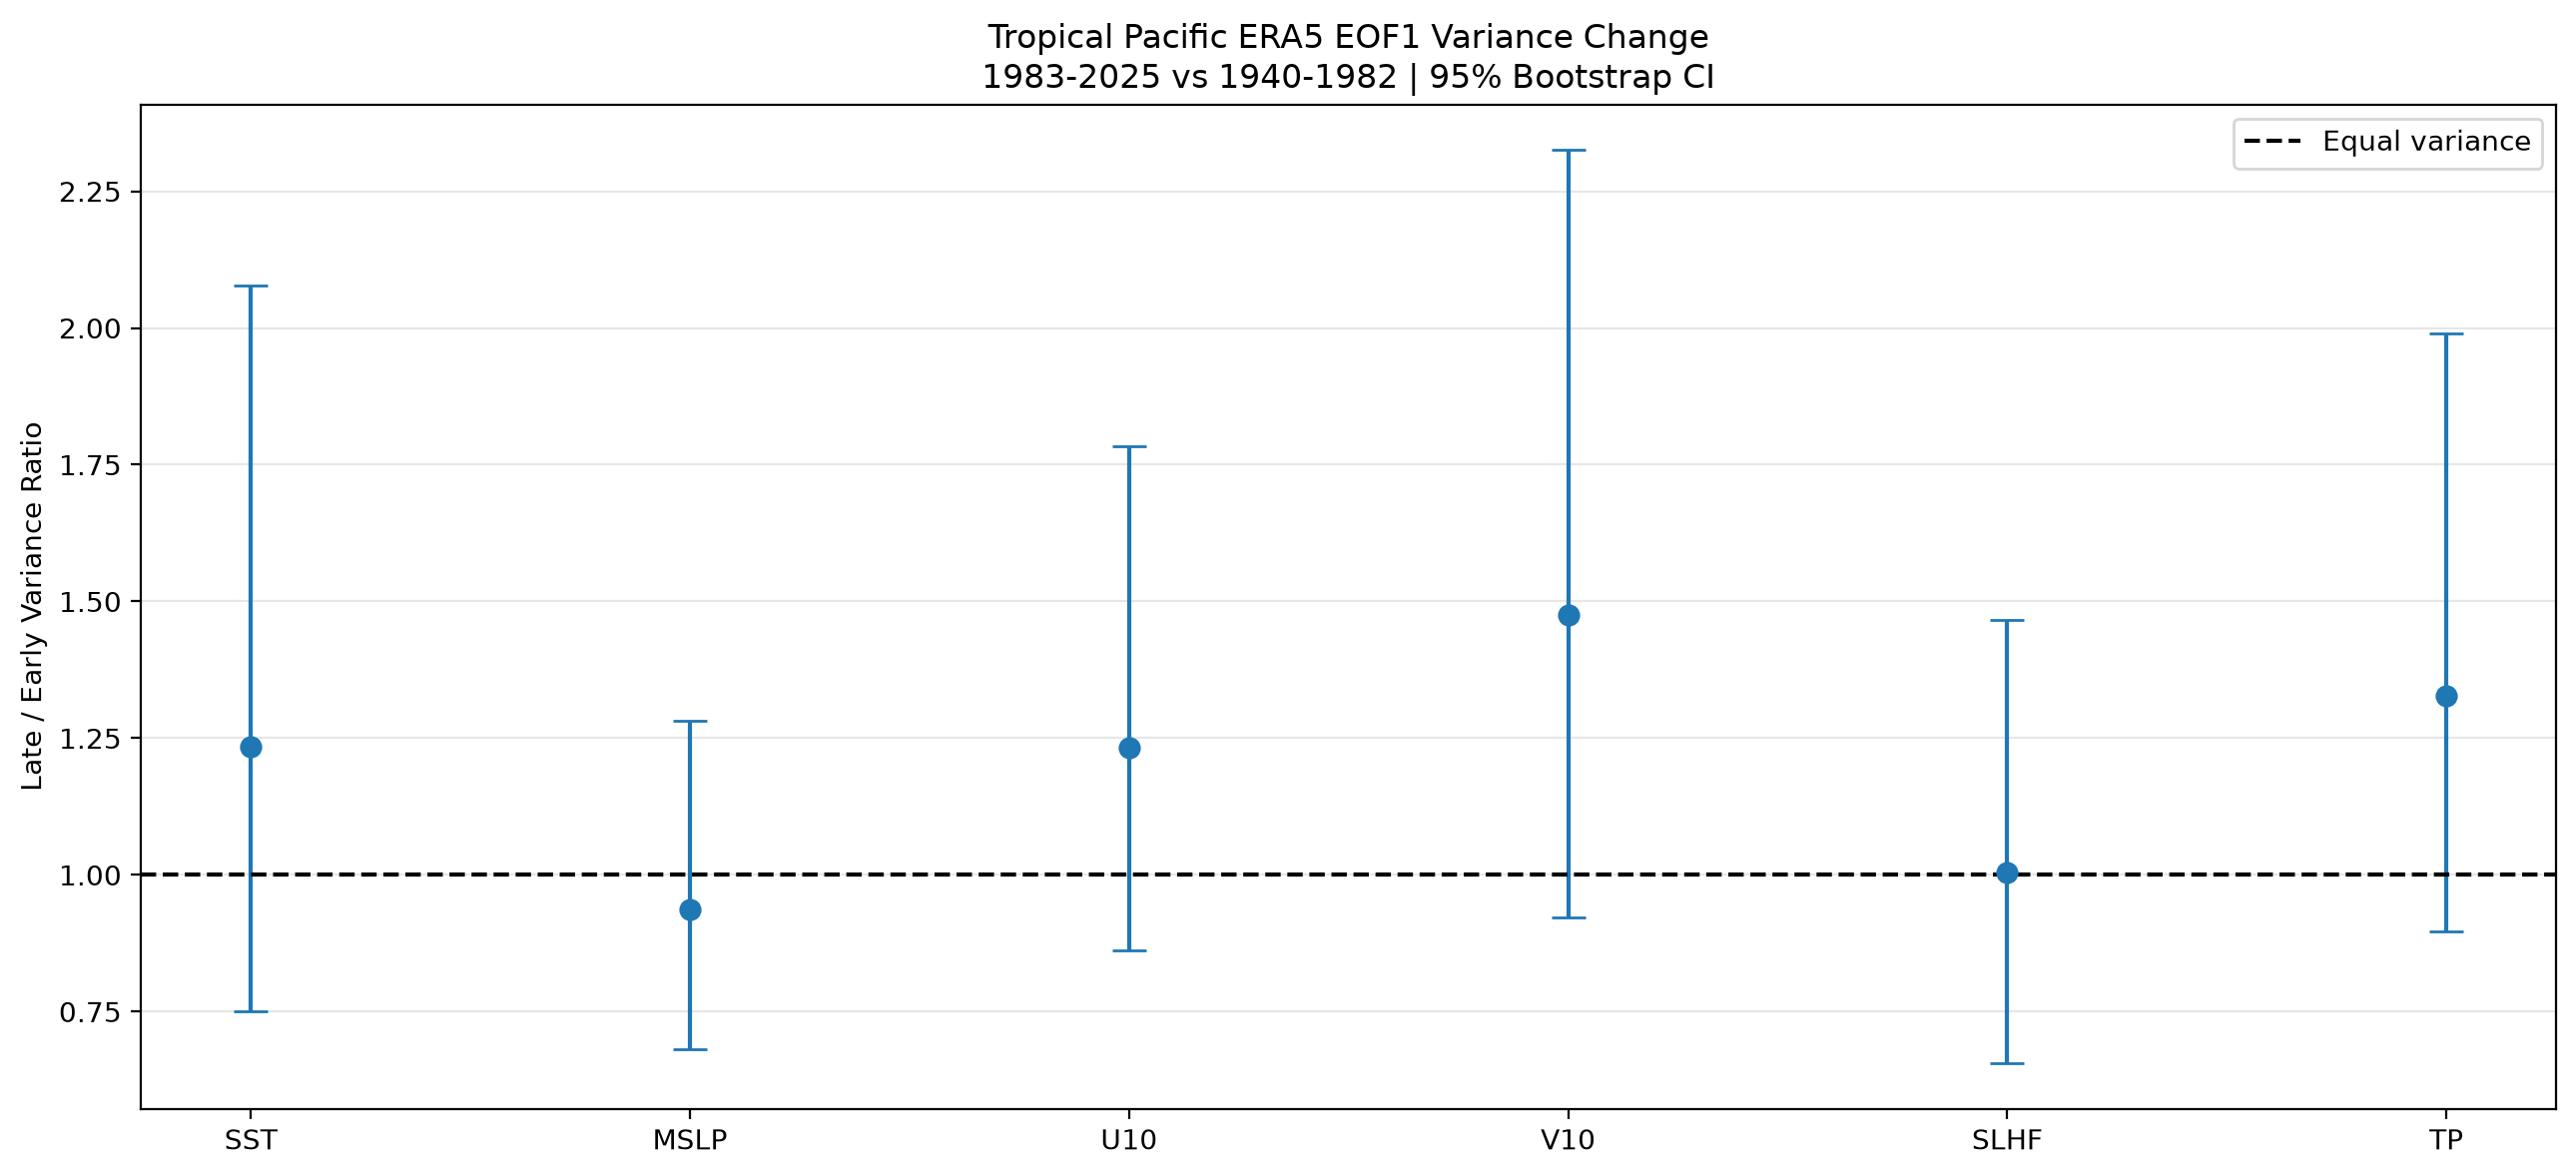 Tropical Pacific ERA5 EOF1 Variance Change
1983-2025 vs 1940-1982 | 95% Bootstrap CI
Equal variance
Late / Early Variance Ratio
2.25
2.00
1.75
1.50
1.25
1.00
0.75
SST
MSLP
U10
V10
SLHF
TP